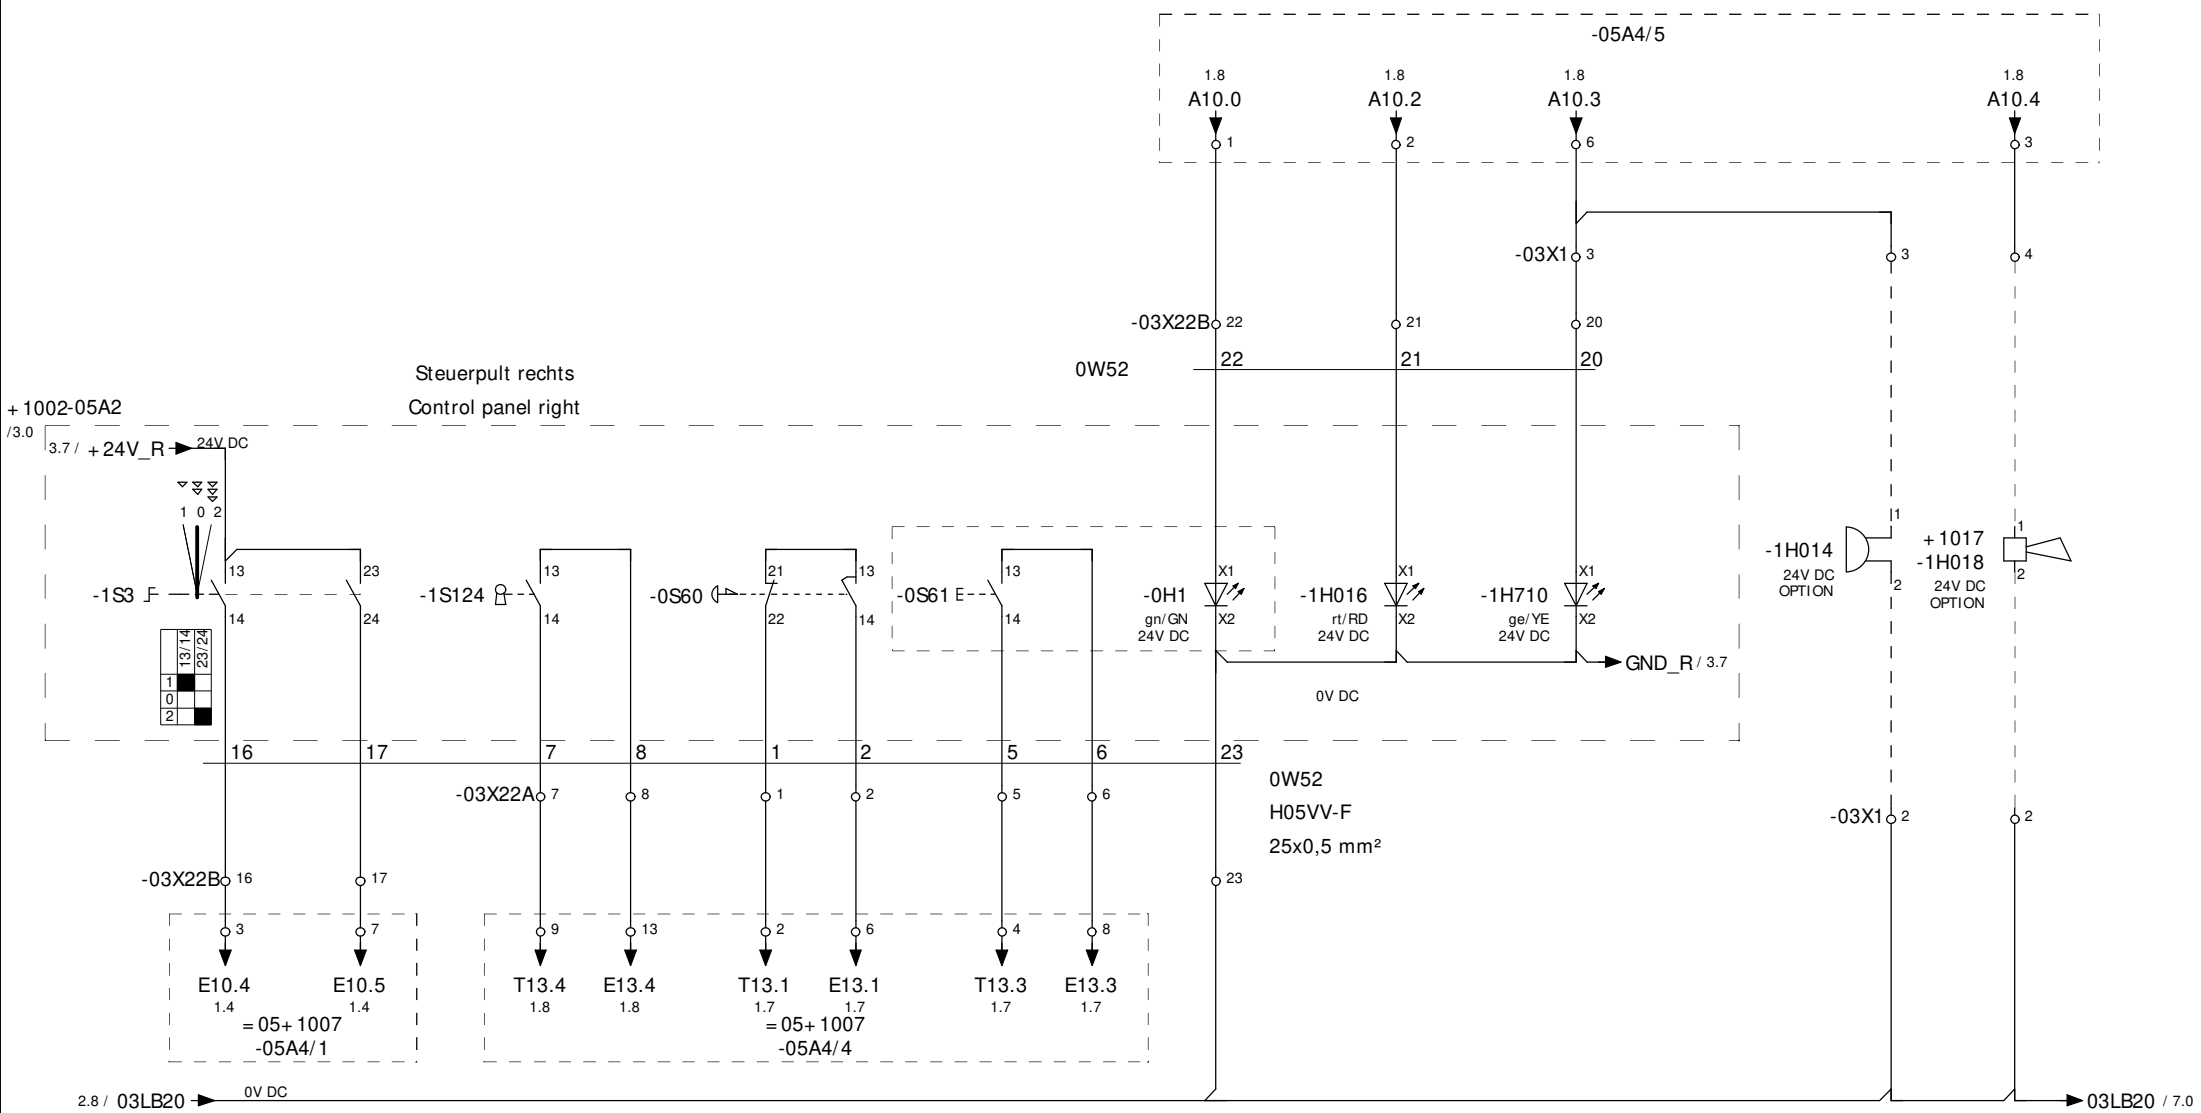 -05A4/5
1.8 1.8 1.8 1.8
A10.0 A10.2 A10.3 A10.4
1 2 6 3
-03X1 3 3 4
-03X22B 22 21 20
0W52 22 21 20
Steuerpult rechts
Control panel right
+1002-05A2
/3.0
3.7 / +24V_R 24V DC
1 0 2
13 23 13 21 13 13 X1 X1 X1 1 1
-1S3 -1S124 -0S60 -0S61 E -0H1 -1H016 -1H710 -1H014 +1017
-1H018
14 24 14 22 14 14 X2 X2 X2 2 2
gn/GN rt/RD ge/YE
24V DC 24V DC 24V DC
24V DC
OPTION
24V DC
OPTION
13/14 23/24
1
0
2
GND_R / 3.7
0V DC
16 17 7 8 1 2 5 6 23
0W52
H05VV-F
25x0,5 mm²
-03X22A 7 8 1 2 5 6
-03X1 2 2
-03X22B 16 17 23
3 7 9 13 2 6 4 8
E10.4 E10.5 T13.4 E13.4 T13.1 E13.1 T13.3 E13.3
1.4 1.4 1.8 1.8 1.7 1.7 1.7 1.7
=05+1007 =05+1007
-05A4/1 -05A4/4
2.8 / 03LB20 0V DC 03LB20 / 7.0